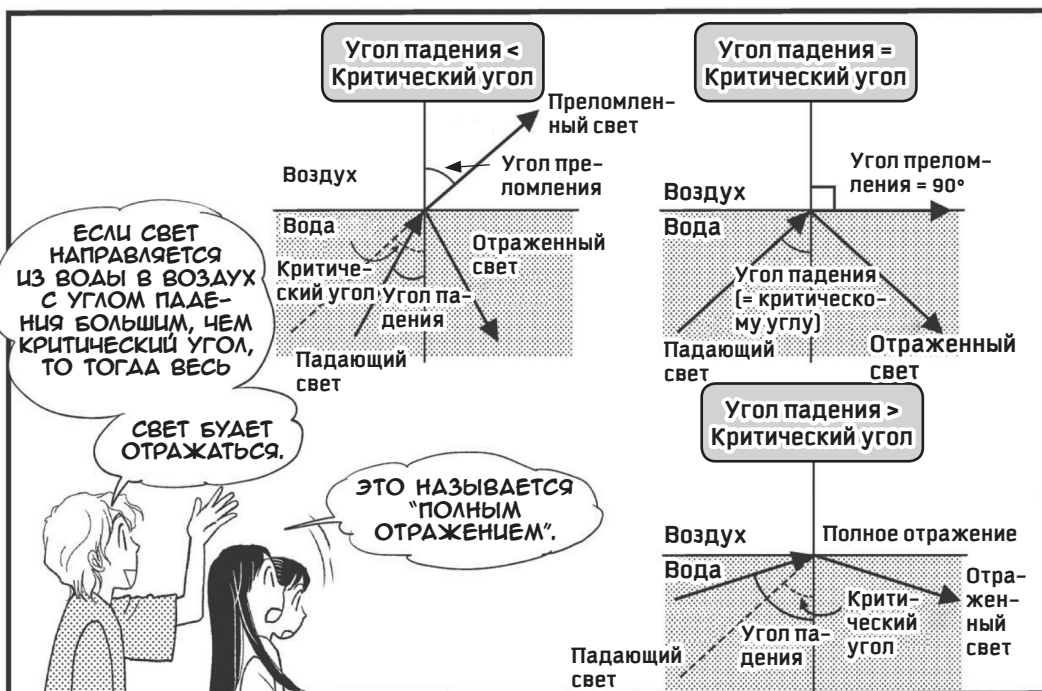 Угол падения <
Критический угол
Преломлен-
ный свет
Угол пре-
ломления
Воздух
Вода
Отраженный
свет
Крити­че-
ский угол
Угол па-
дения
Падающий
свет
Угол падения =
Критический угол
Угол прелом-
ления = 90°
Воздух
Вода
Угол падения
(= критическо-
му углу)
Падающий
свет
Отраженный
свет
ЕСЛИ СВЕТ
НАПРАВЛЯЕТСЯ
ИЗ ВОДЫ В ВОЗДУХ
С УГЛОМ ПАДЕ-
НИЯ БОЛЬШИМ, ЧЕМ
КРИТИЧЕСКИЙ УГОЛ,
ТО ТОГДА ВЕСЬ
СВЕТ БУДЕТ
ОТРАЖАТЬСЯ.
ЭТО НАЗЫВАЕТСЯ
"ПОЛНЫМ
ОТРАЖЕНИЕМ".
Угол падения >
Критический угол
Воздух
Полное отражение
Вода
Отра-
жен-
ный
свет
Крити-
ческий
угол
Угол па-
дения
Падающий
свет